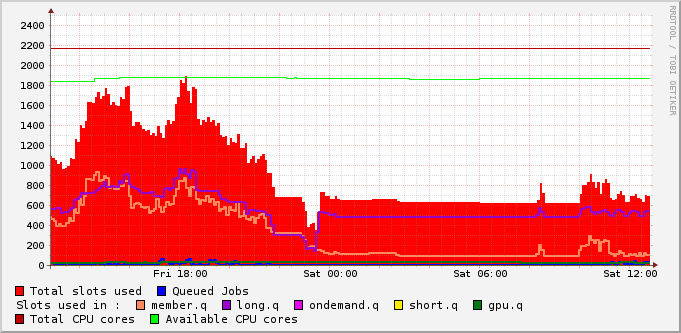 RRDTOOL / TOBI OETIKER
2400
2200
2000
1800
1600
1400
1200
1000
800
600
400
200
0
Fri 18:00 Sat 00:00 Sat 06:00 Sat 12:00
Total slots used Queued Jobs
Slots used in : member.q long.q ondemand.q short.q gpu.q
Total CPU cores Available CPU cores